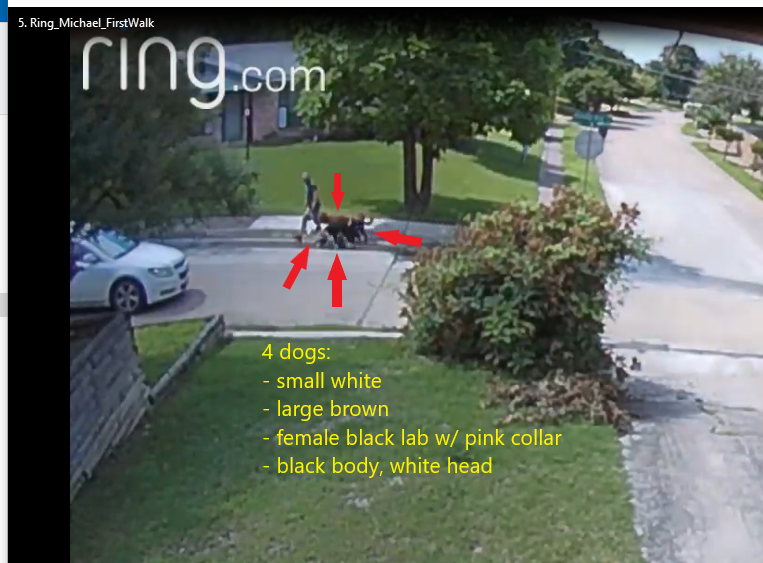 5. Ring_Michael_FirstWalk
ring.com
4 dogs:
- small white
- large brown
- female black lab w/ pink collar
- black body, white head